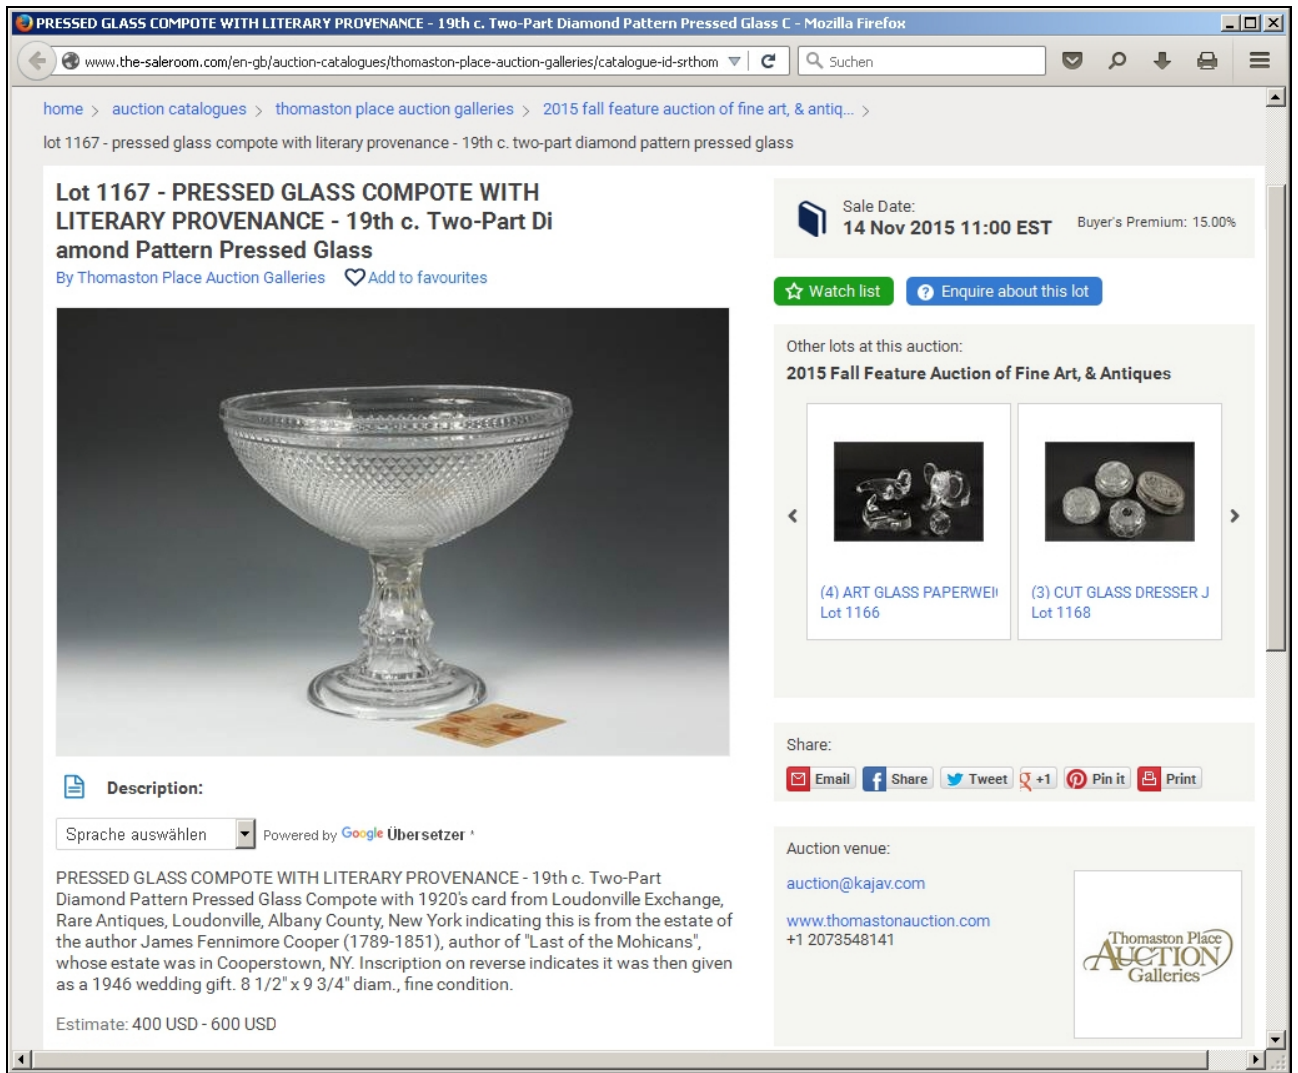 PRESSED GLASS COMPOTE WITH LITERARY PROVENANCE - 19th c. Two-Part Diamond Pattern Pressed Glass C - Mozilla Firefox
www.the-saleroom.com/en-gb/auction-catalogues/thomaston-place-auction-galleries/catalogue-id-srthom
Suchen
home > auction catalogues > thomaston place auction galleries > 2015 fall feature auction of fine art, & antiq... >
lot 1167 - pressed glass compote with literary provenance - 19th c. two-part diamond pattern pressed glass
Lot 1167 - PRESSED GLASS COMPOTE WITH
LITERARY PROVENANCE - 19th c. Two-Part Di
amond Pattern Pressed Glass
By Thomaston Place Auction Galleries Add to favourites
Description:
Sprache auswählen Powered by Google Übersetzer
PRESSED GLASS COMPOTE WITH LITERARY PROVENANCE - 19th c. Two-Part
Diamond Pattern Pressed Glass Compote with 1920's card from Loudonville Exchange,
Rare Antiques, Loudonville, Albany County, New York indicating this is from the estate of
the author James Fennimore Cooper (1789-1851), author of "Last of the Mohicans",
whose estate was in Cooperstown, NY. Inscription on reverse indicates it was then given
as a 1946 wedding gift. 8 1/2" x 9 3/4" diam., fine condition.
Estimate: 400 USD - 600 USD
Sale Date:
14 Nov 2015 11:00 EST
Buyer's Premium: 15.00%
Watch list
Enquire about this lot
Other lots at this auction:
2015 Fall Feature Auction of Fine Art, & Antiques
(4) ART GLASS PAPERWEI
Lot 1166
(3) CUT GLASS DRESSER J
Lot 1168
Share:
Email Share Tweet +1 Pin it Print
Auction venue:
auction@kajav.com
www.thomastonauction.com
+1 2073548141
Thomaston Place
AUCTION
Galleries